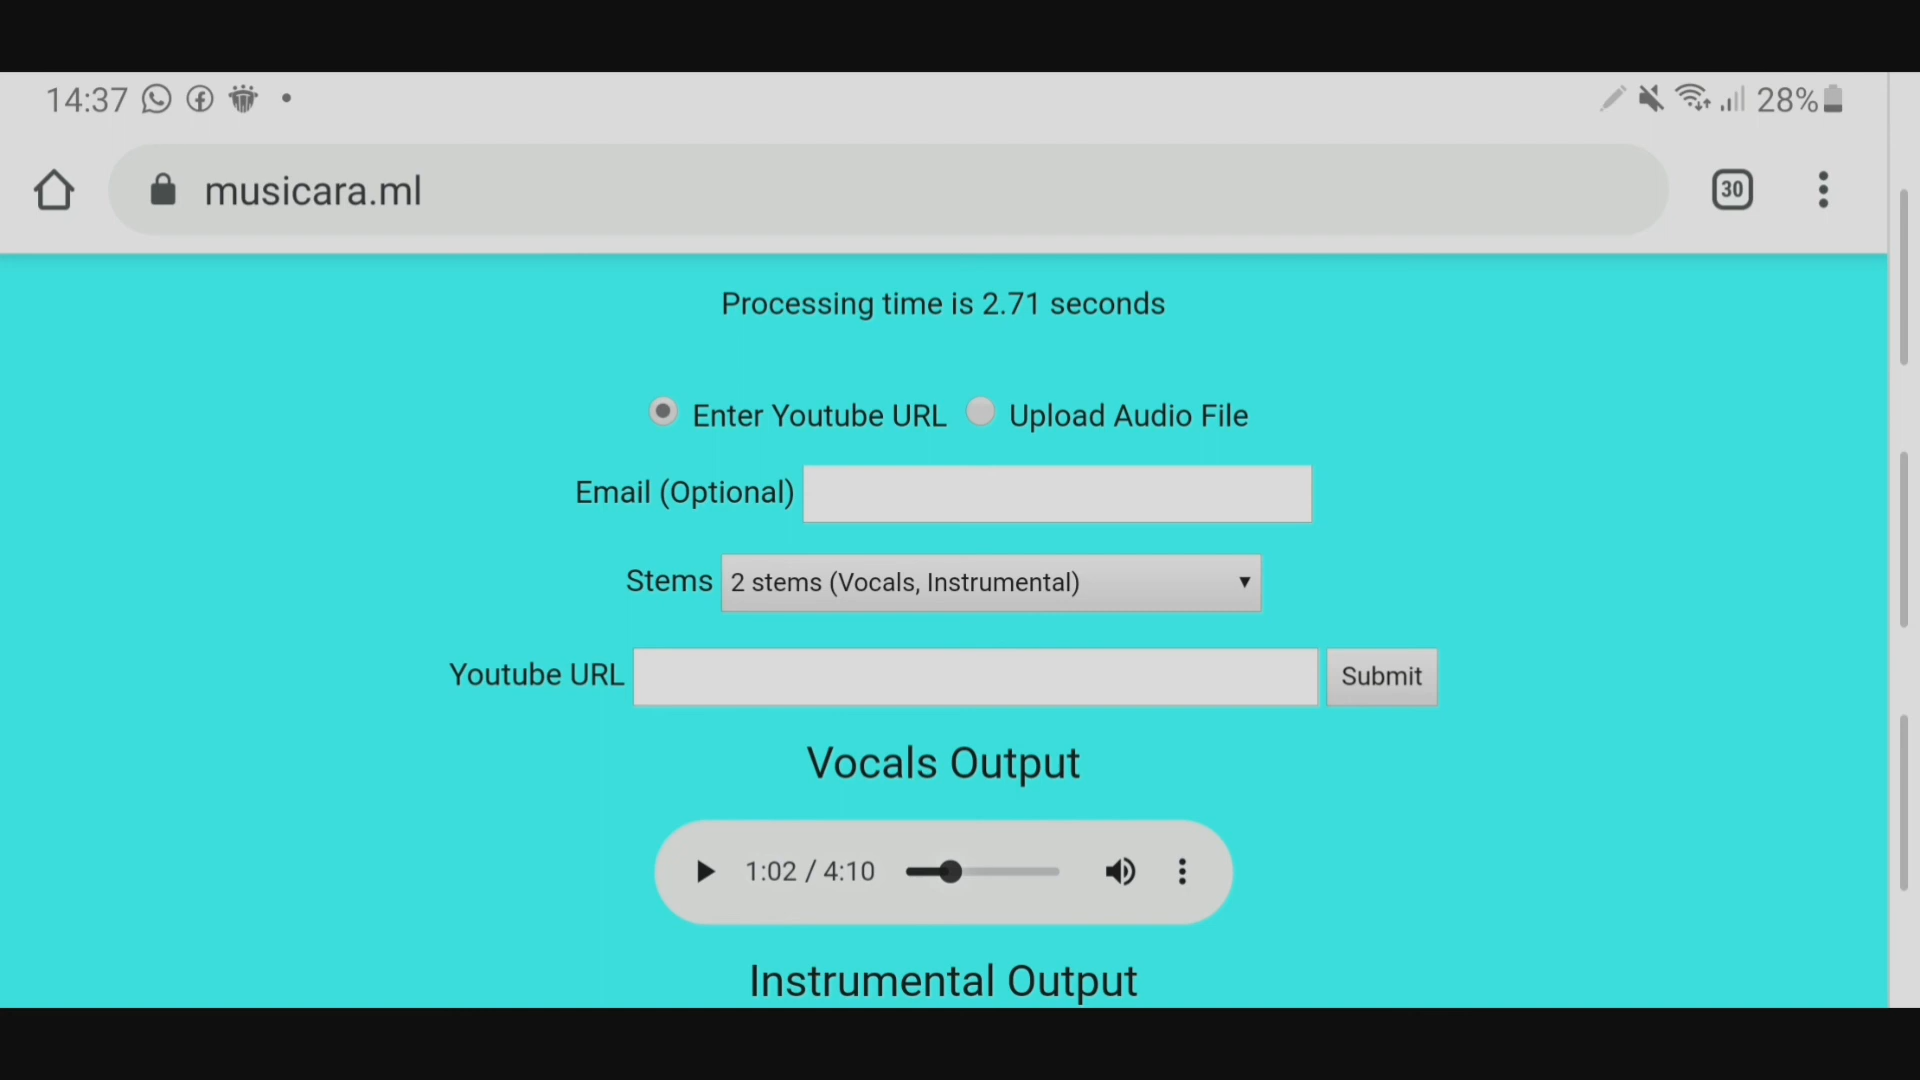 14:37 28%
musicara.ml 30
Processing time is 2.71 seconds
Enter Youtube URL Upload Audio File
Email (Optional)
Stems 2 stems (Vocals, Instrumental)
Youtube URL Submit
Vocals Output
1:02 / 4:10
Instrumental Output